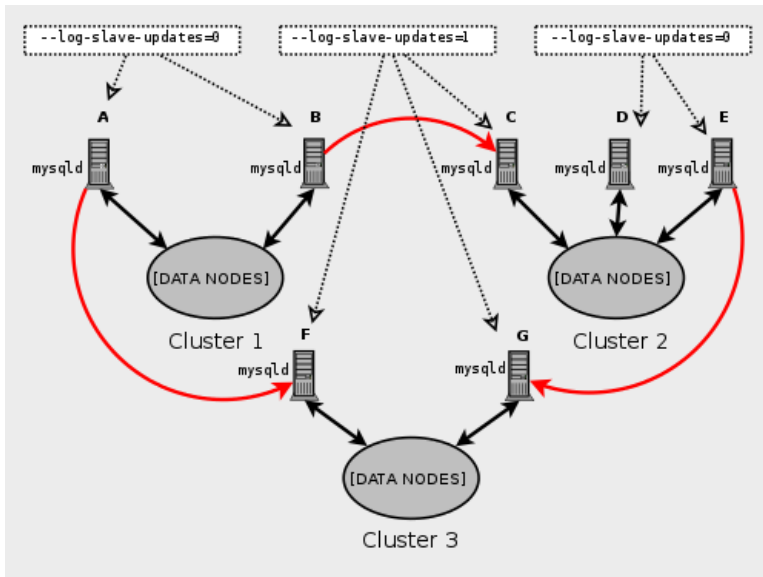 --log-slave-updates=0
--log-slave-updates=1
--log-slave-updates=0
A
B
C
D
E
mysqld
mysqld
mysqld
mysqld
mysqld
[DATA NODES]
[DATA NODES]
Cluster 1
Cluster 2
F
G
mysqld
mysqld
[DATA NODES]
Cluster 3